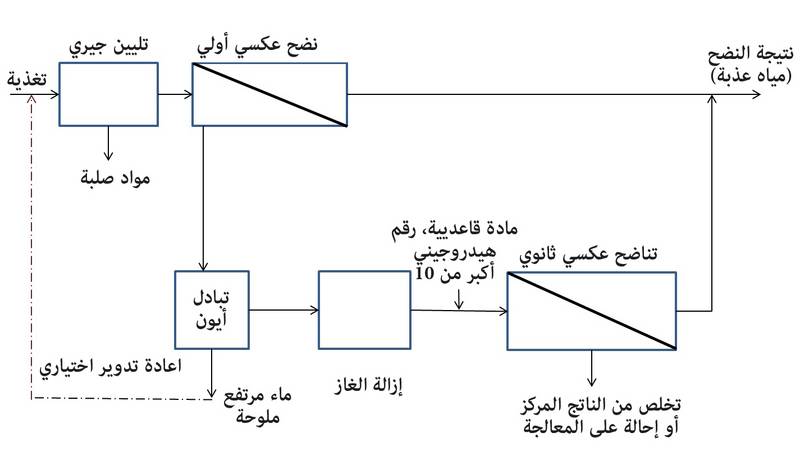 تغذية
تليين جيري
مواد صلبة
نضح عكسي أولي
نتيجة النضح
(مياه عذبة)
تبادل
أيون
ماء مرتفع
ملوحة
اعادة تدوير اختياري
إزالة الغاز
مادة قاعديية، رقم
هيدروجيني
أكبر من 10
تناضح عكسي ثانوي
تخلص من الناتج المركز
أو إحالة على المعالجة